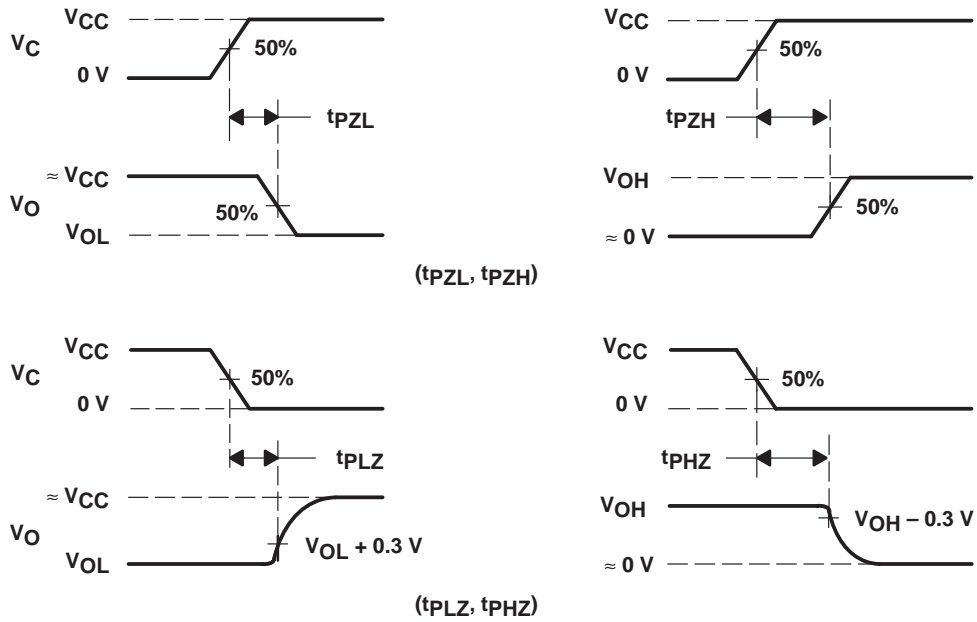 VCC
VC
50%
0 V
tPZL
≈ VCC
VO
50%
VOL
VCC
50%
0 V
tPZH
VOH
50%
≈ 0 V
(tPZL, tPZH)
VCC
VC
50%
0 V
tPLZ
≈ VCC
VO
VOL + 0.3 V
VOL
VCC
50%
0 V
tPHZ
VOH
VOH – 0.3 V
≈ 0 V
(tPLZ, tPHZ)